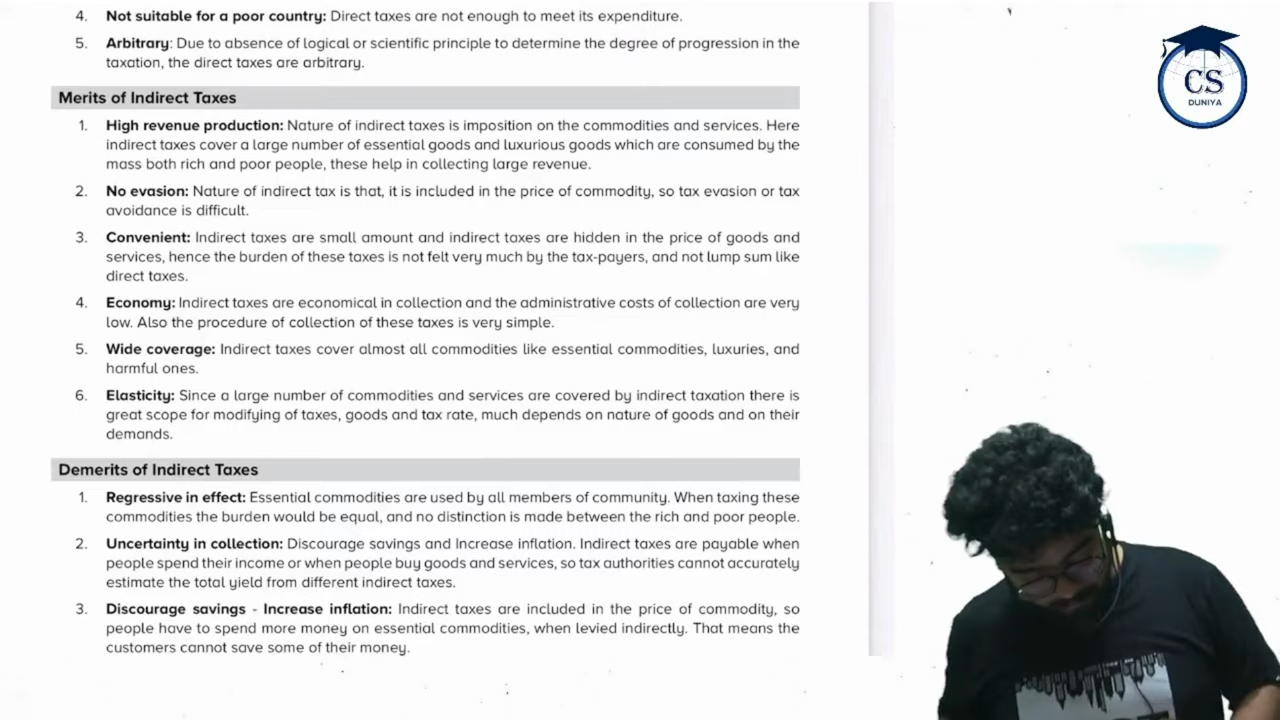 4. Not suitable for a poor country: Direct taxes are not enough to meet its expenditure.
5. Arbitrary: Due to absence of logical or scientific principle to determine the degree of progression in the
taxation, the direct taxes are arbitrary.
Merits of Indirect Taxes
1. High revenue production: Nature of indirect taxes is imposition on the commodities and services. Here
indirect taxes cover a large number of essential goods and luxurious goods which are consumed by the
mass both rich and poor people, these help in collecting large revenue.
2. No evasion: Nature of indirect tax is that, it is included in the price of commodity, so tax evasion or tax
avoidance is difficult.
3. Convenient: Indirect taxes are small amount and indirect taxes are hidden in the price of goods and
services, hence the burden of these taxes is not felt very much by the tax-payers, and not lump sum like
direct taxes.
4. Economy: Indirect taxes are economical in collection and the administrative costs of collection are very
low. Also the procedure of collection of these taxes is very simple.
5. Wide coverage: Indirect taxes cover almost all commodities like essential commodities, luxuries, and
harmful ones.
6. Elasticity: Since a large number of commodities and services are covered by indirect taxation there is
great scope for modifying of taxes, goods and tax rate, much depends on nature of goods and on their
demands.
Demerits of Indirect Taxes
1. Regressive in effect: Essential commodities are used by all members of community. When taxing these
commodities the burden would be equal, and no distinction is made between the rich and poor people.
2. Uncertainty in collection: Discourage savings and Increase inflation. Indirect taxes are payable when
people spend their income or when people buy goods and services, so tax authorities cannot accurately
estimate the total yield from different indirect taxes.
3. Discourage savings - Increase inflation: Indirect taxes are included in the price of commodity, so
people have to spend more money on essential commodities, when levied indirectly. That means the
customers cannot save some of their money.
CS
DUNIYA